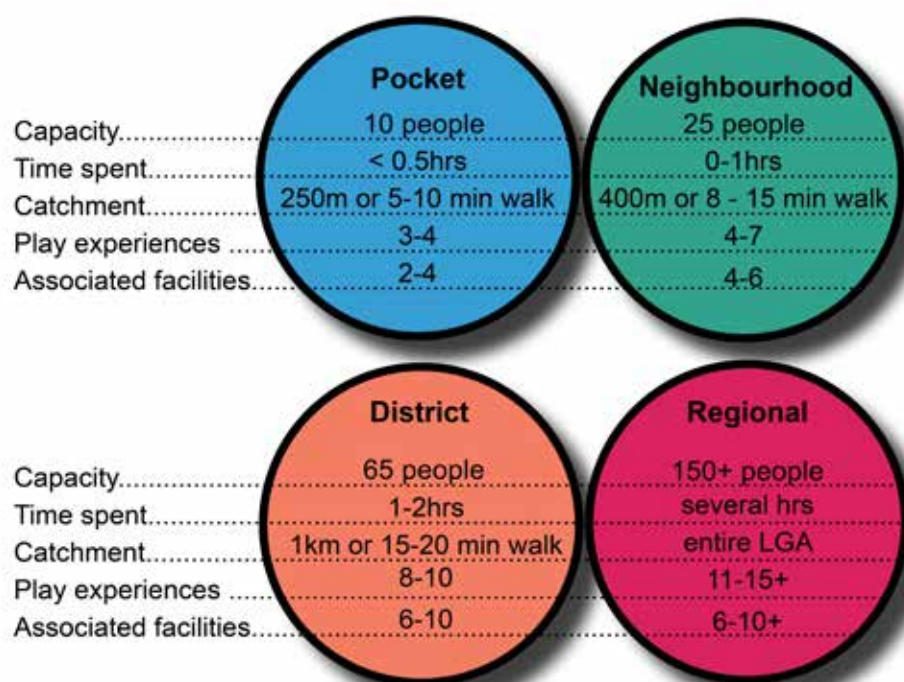 Pocket Neighbourhood
Capacity 10 people 25 people
Time spent < 0.5hrs 0-1hrs
Catchment 250m or 5-10 min walk 400m or 8 - 15 min walk
Play experiences 3-4 4-7
Associated facilities 2-4 4-6
District Regional
Capacity 65 people 150+ people
Time spent 1-2hrs several hrs
Catchment 1km or 15-20 min walk entire LGA
Play experiences 8-10 11-15+
Associated facilities 6-10 6-10+